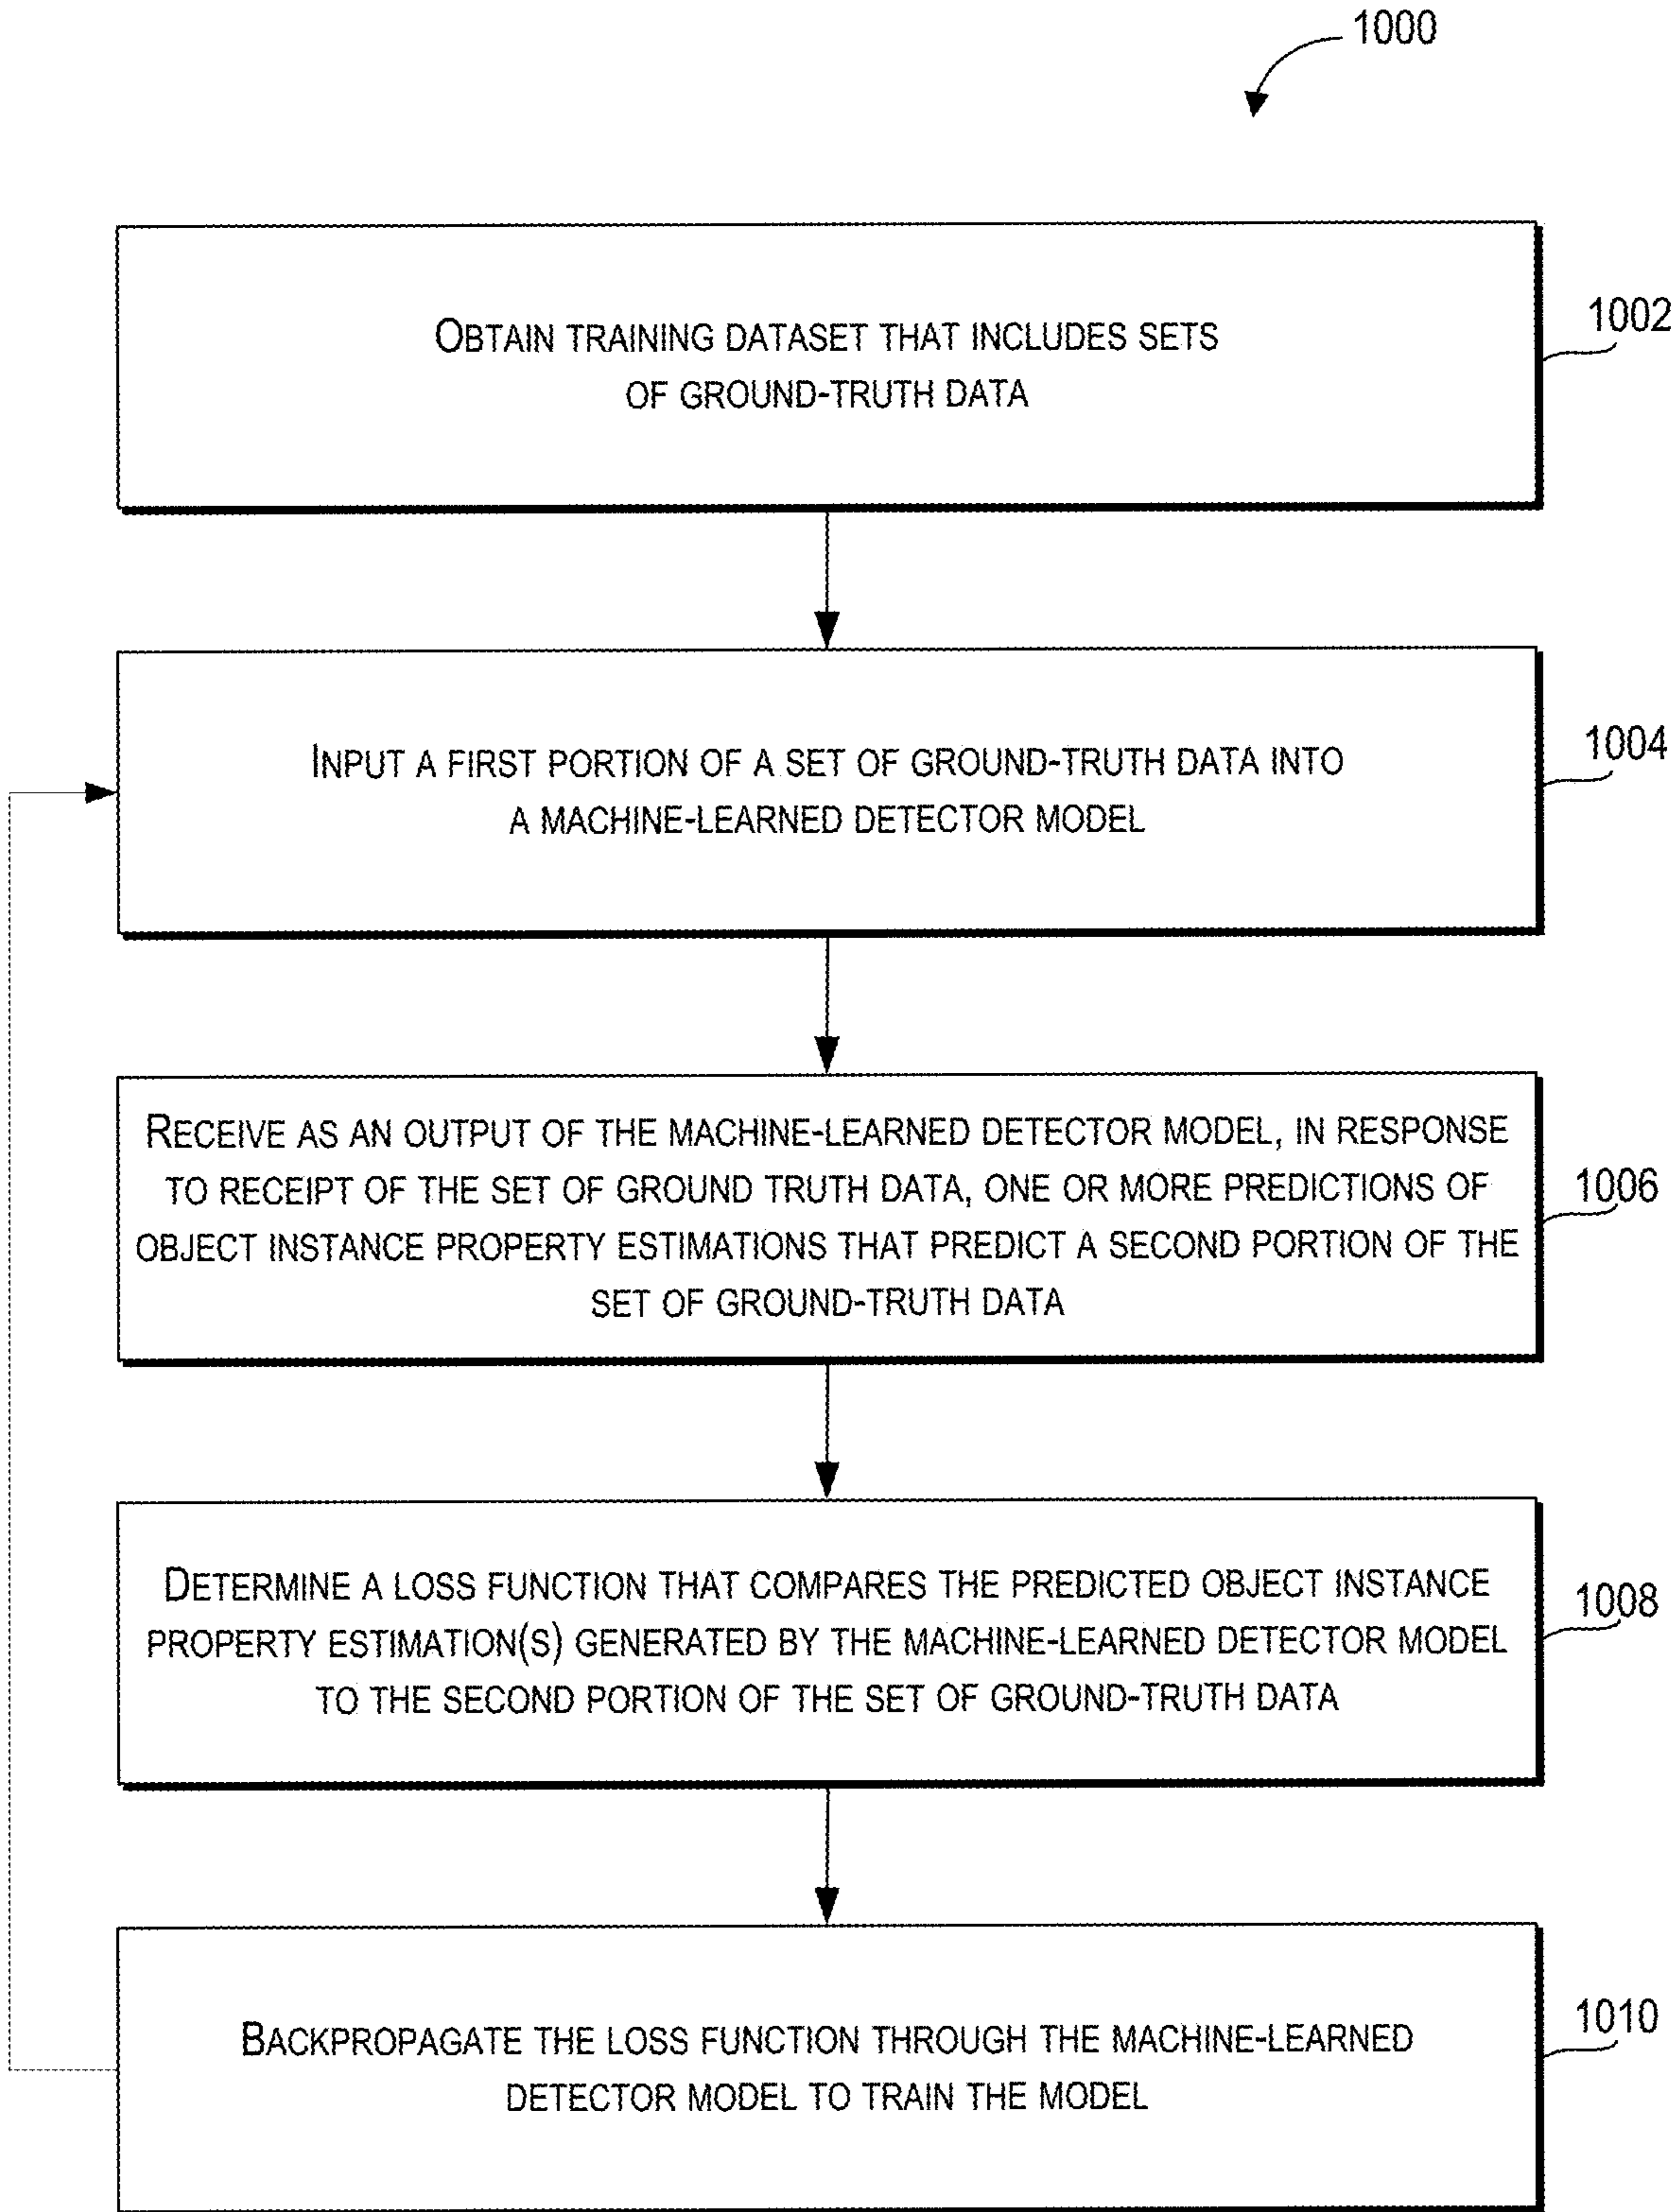 1000
OBTAIN TRAINING DATASET THAT INCLUDES SETS
OF GROUND-TRUTH DATA
1002
INPUT A FIRST PORTION OF A SET OF GROUND-TRUTH DATA INTO
A MACHINE-LEARNED DETECTOR MODEL
1004
RECEIVE AS AN OUTPUT OF THE MACHINE-LEARNED DETECTOR MODEL, IN RESPONSE
TO RECEIPT OF THE SET OF GROUND TRUTH DATA, ONE OR MORE PREDICTIONS OF
OBJECT INSTANCE PROPERTY ESTIMATIONS THAT PREDICT A SECOND PORTION OF THE
SET OF GROUND-TRUTH DATA
1006
DETERMINE A LOSS FUNCTION THAT COMPARES THE PREDICTED OBJECT INSTANCE
PROPERTY ESTIMATION(S) GENERATED BY THE MACHINE-LEARNED DETECTOR MODEL
TO THE SECOND PORTION OF THE SET OF GROUND-TRUTH DATA
1008
BACKPROPAGATE THE LOSS FUNCTION THROUGH THE MACHINE-LEARNED
DETECTOR MODEL TO TRAIN THE MODEL
1010